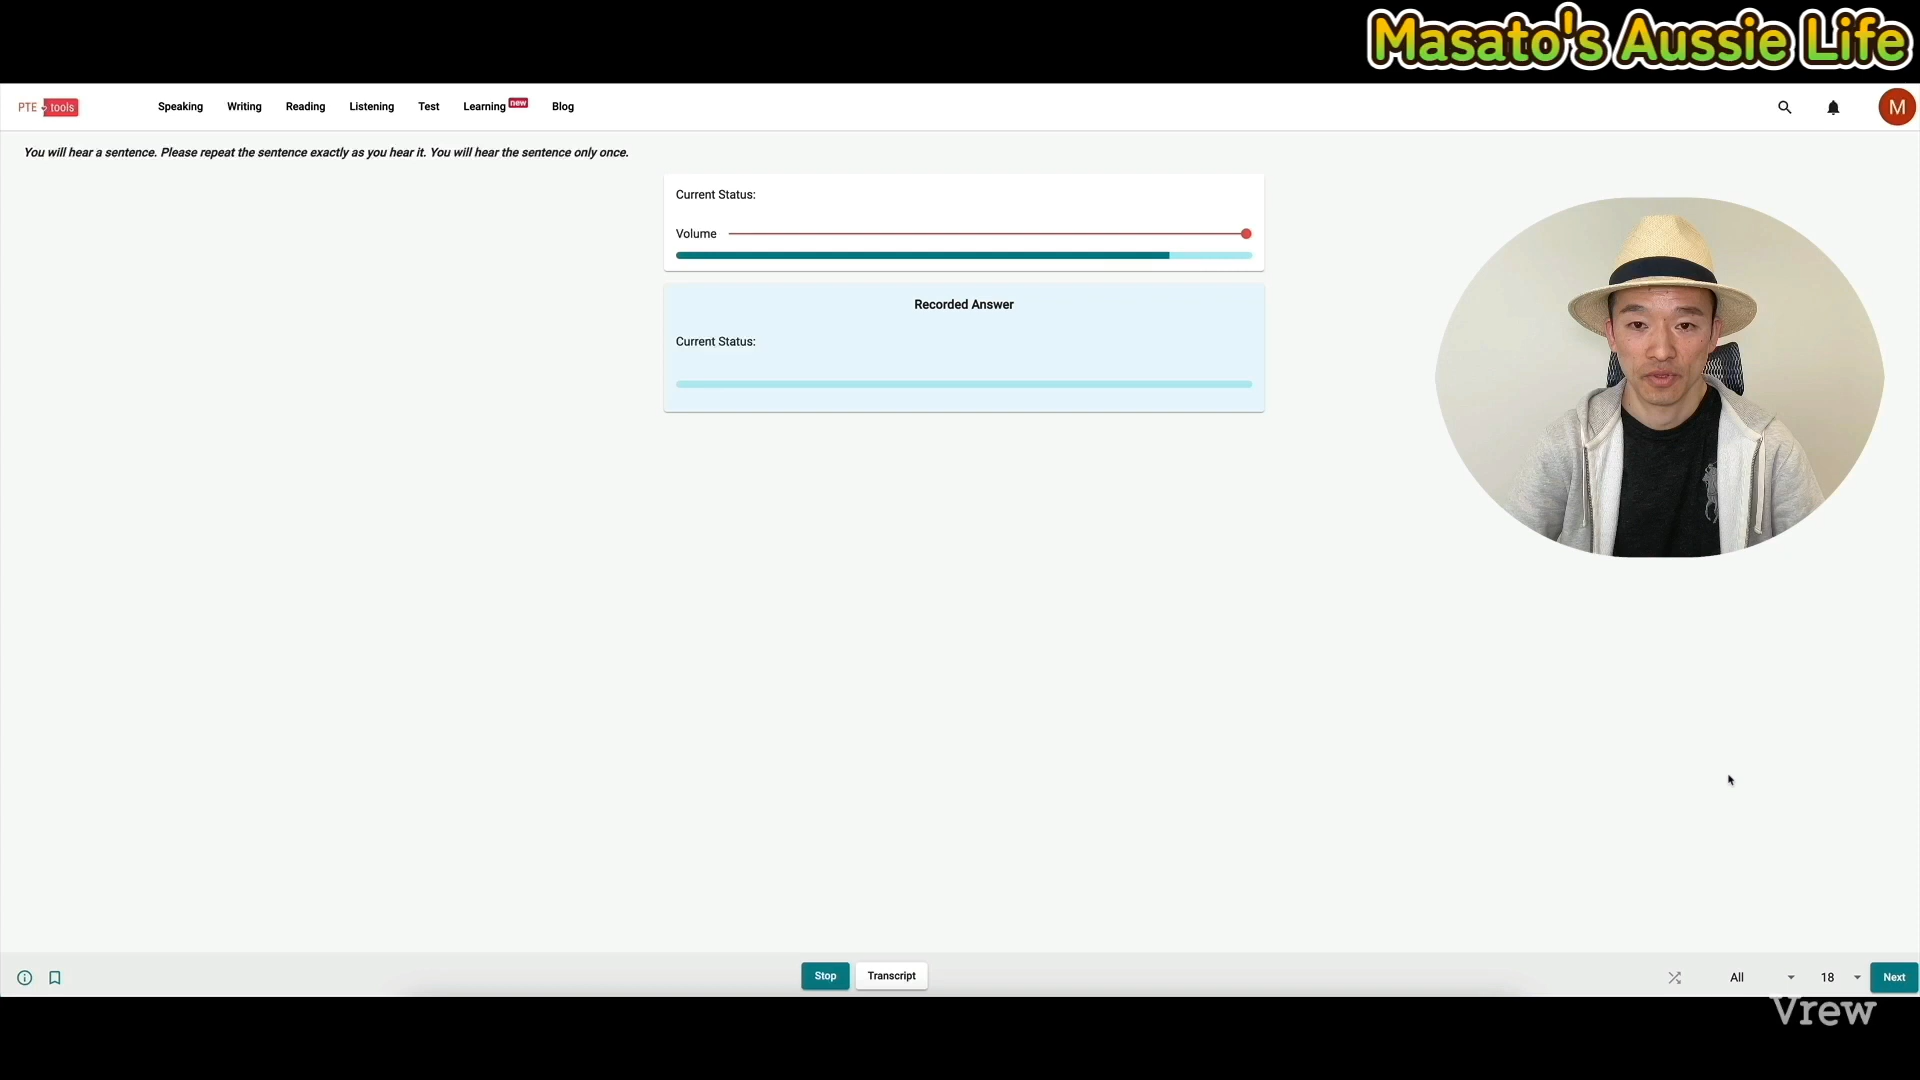 Masato's Aussie Life
PTE tools
Speaking Writing Reading Listening Test Learning new Blog
M
You will hear a sentence. Please repeat the sentence exactly as you hear it. You will hear the sentence only once.
Current Status:
Volume
Recorded Answer
Current Status:
Stop Transcript
All 18 Next
Vrew